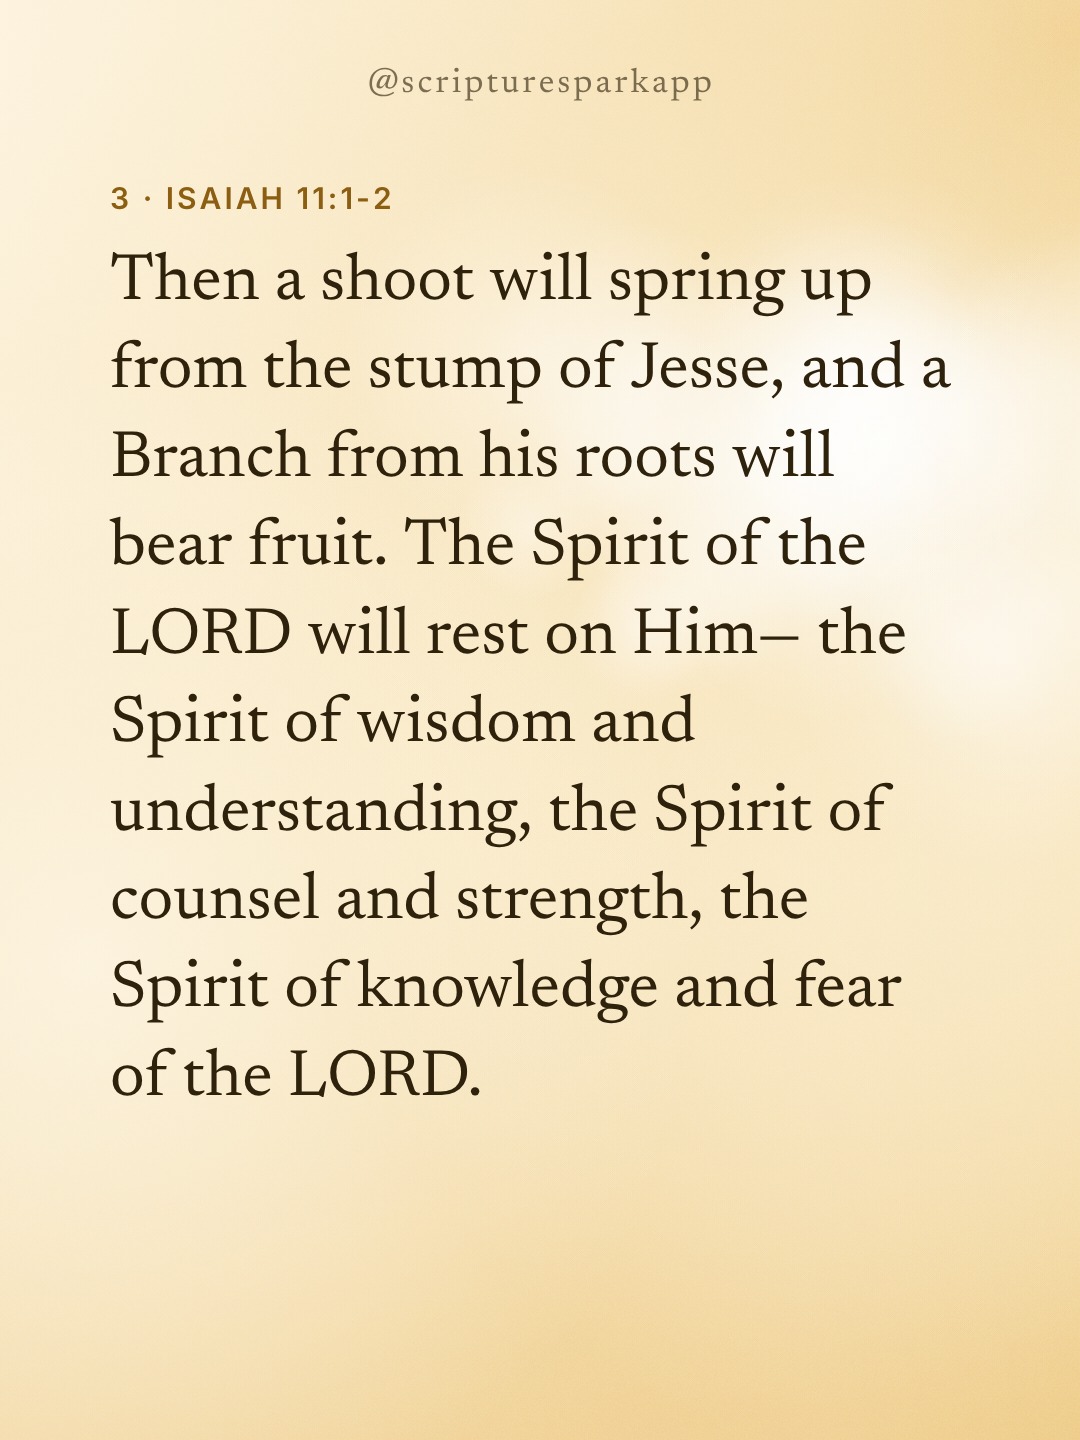 @scripturesparkapp
3 · ISAIAH 11:1-2
Then a shoot will spring up
from the stump of Jesse, and a
Branch from his roots will
bear fruit. The Spirit of the
LORD will rest on Him— the
Spirit of wisdom and
understanding, the Spirit of
counsel and strength, the
Spirit of knowledge and fear
of the LORD.